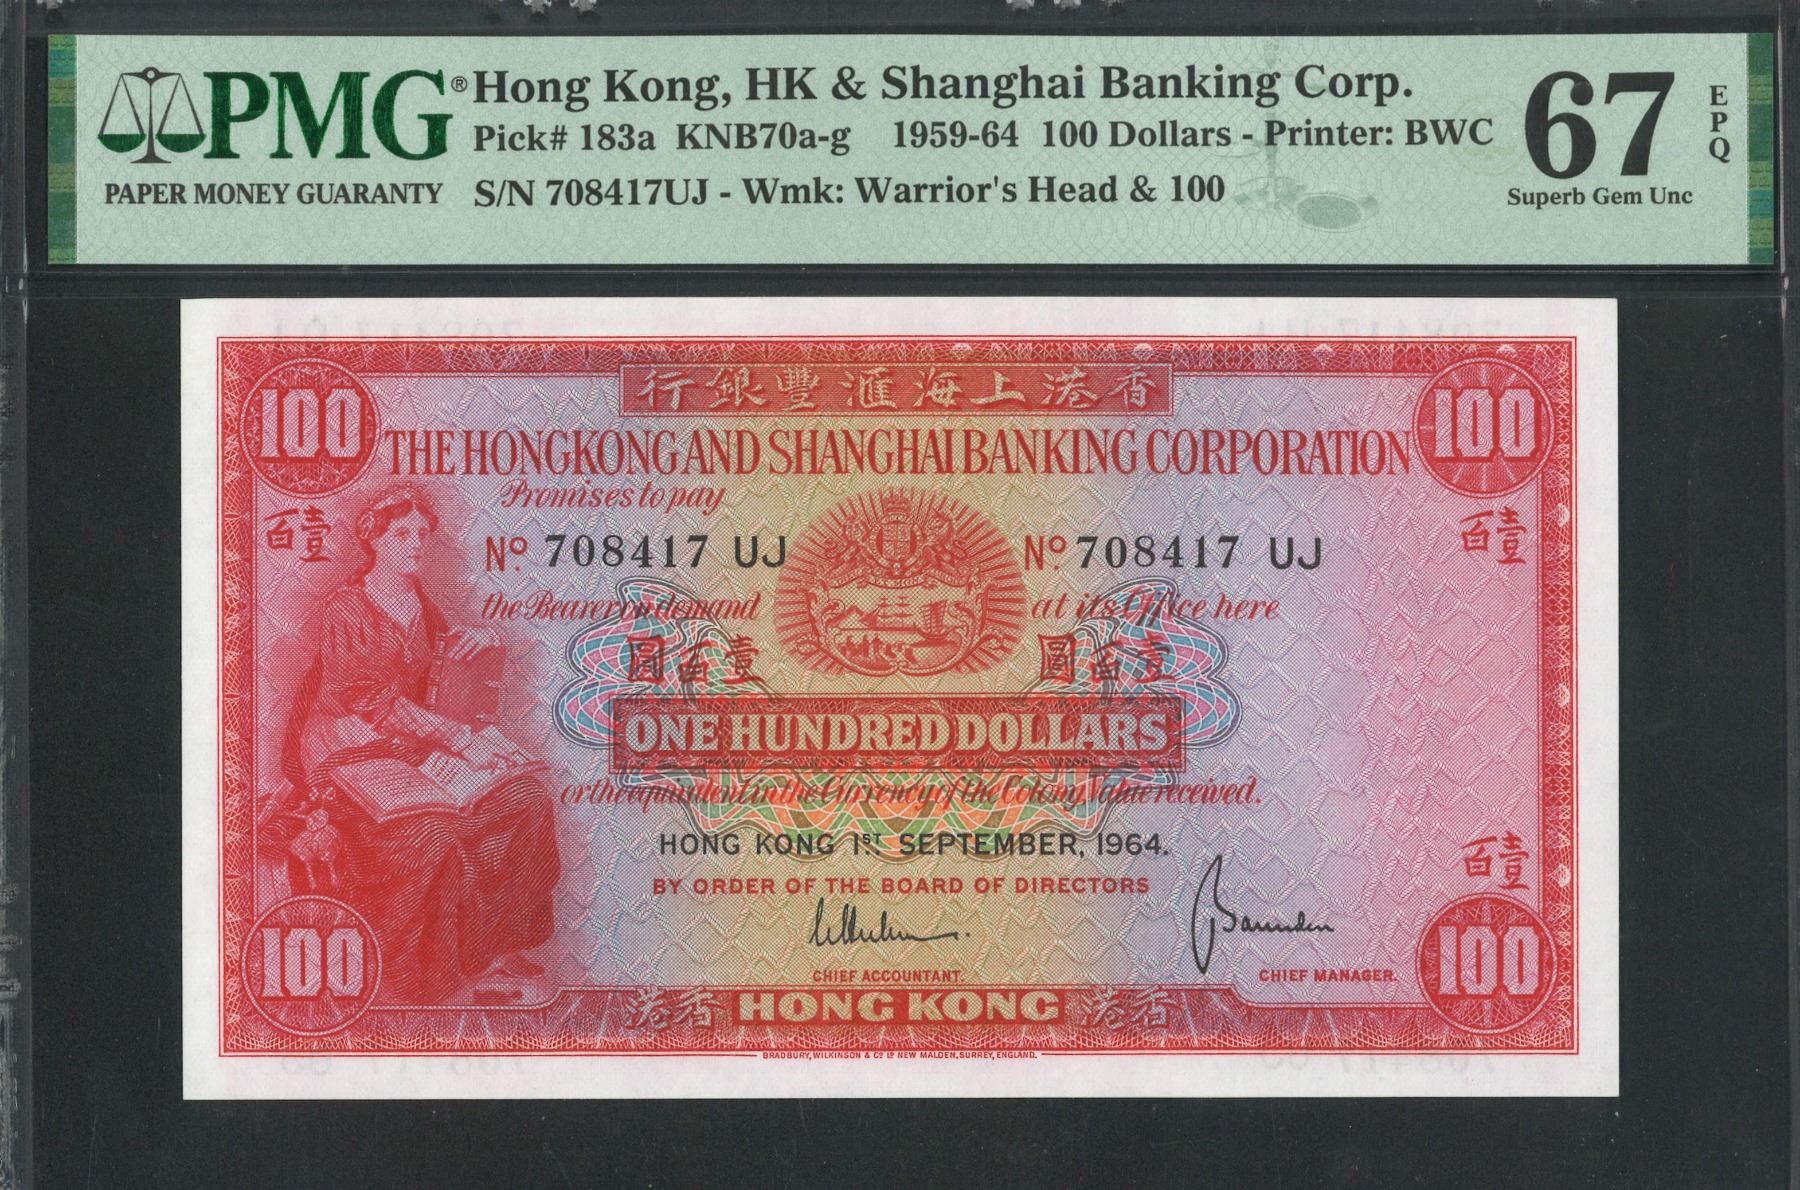 PMG®
PAPER MONEY GUARANTY
Hong Kong, HK & Shanghai Banking Corp.
Pick# 183a KNB70a-g 1959-64 100 Dollars - Printer: BWC
S/N 708417UJ - Wmk: Warrior's Head & 100
67
EPQ
Superb Gem Unc
行銀豐滙海上港香
100
100
THE HONGKONG AND SHANGHAI BANKING CORPORATION
Promises to pay
百壹
百壹
Nº 708417 UJ
Nº 708417 UJ
the Bearer on demand
at its Office here
圓百壹
圓百壹
ONE HUNDRED DOLLARS
or the equivalent in the Currency of the Colony, Value received.
HONG KONG 1ST. SEPTEMBER, 1964.
BY ORDER OF THE BOARD OF DIRECTORS
百壹
CHIEF ACCOUNTANT.
CHIEF MANAGER.
100
100
港香 HONG KONG 港香
BRADBURY, WILKINSON & Cº Lº NEW MALDEN, SURREY, ENGLAND.